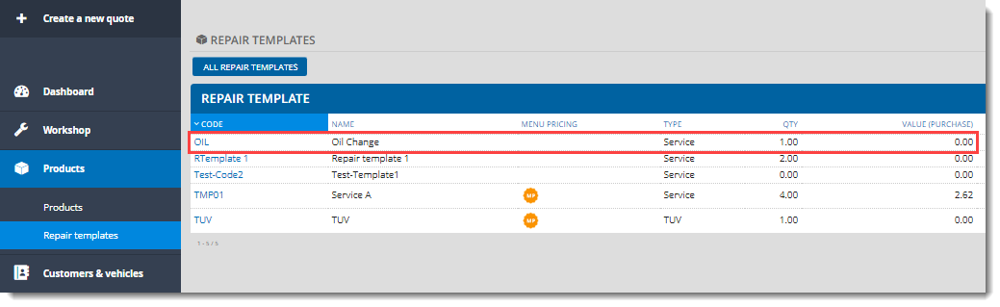 Create a new quote
Dashboard
Workshop
Products
Products
Repair templates
Customers & vehicles
REPAIR TEMPLATES
ALL REPAIR TEMPLATES
REPAIR TEMPLATE
CODE NAME MENU PRICING TYPE QTY VALUE (PURCHASE)
OIL Oil Change Service 1.00 0.00
RTemplate 1 Repair template 1 Service 2.00 0.00
Test-Code2 Test-Template1 Service 0.00 0.00
TMP01 Service A MP Service 4.00 2.62
TUV TUV MP TUV 1.00 0.00
1 - 5 / 5